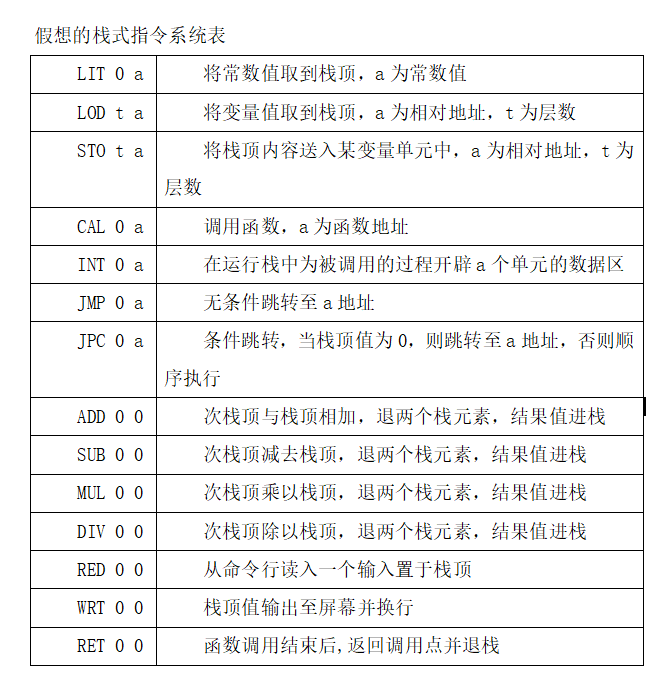 假想的栈式指令系统表
LIT 0 a 将常数值取到栈顶，a为常数值
LOD t a 将变量值取到栈顶，a为相对地址，t为层数
STO t a 将栈顶内容送入某变量单元中，a为相对地址，t为
层数
CAL 0 a 调用函数，a为函数地址
INT 0 a 在运行栈中为被调用的过程开辟a个单元的数据区
JMP 0 a 无条件跳转至a地址
JPC 0 a 条件跳转，当栈顶值为0，则跳转至a地址，否则顺
序执行
ADD 0 0 次栈顶与栈顶相加，退两个栈元素，结果值进栈
SUB 0 0 次栈顶减去栈顶，退两个栈元素，结果值进栈
MUL 0 0 次栈顶乘以栈顶，退两个栈元素，结果值进栈
DIV 0 0 次栈顶除以栈顶，退两个栈元素，结果值进栈
RED 0 0 从命令行读入一个输入置于栈顶
WRT 0 0 栈顶值输出至屏幕并换行
RET 0 0 函数调用结束后,返回调用点并退栈